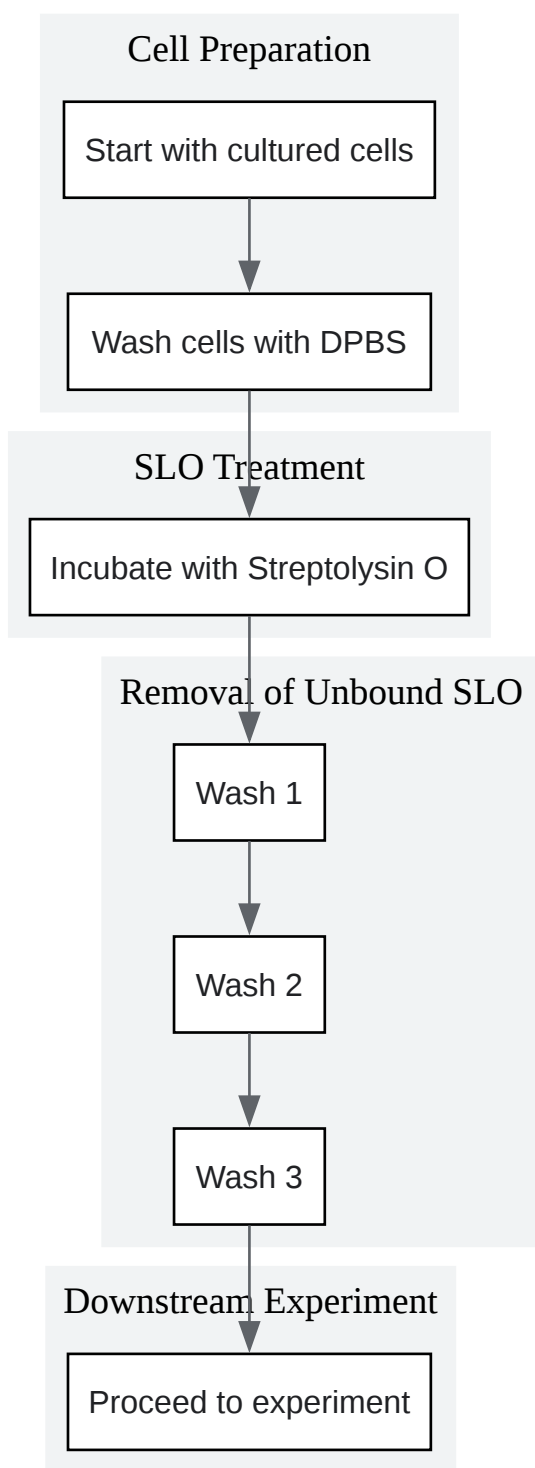 Cell Preparation
Start with cultured cells
Wash cells with DPBS
SLO Treatment
Incubate with Streptolysin O
Removal of Unbound SLO
Wash 1
Wash 2
Wash 3
Downstream Experiment
Proceed to experiment